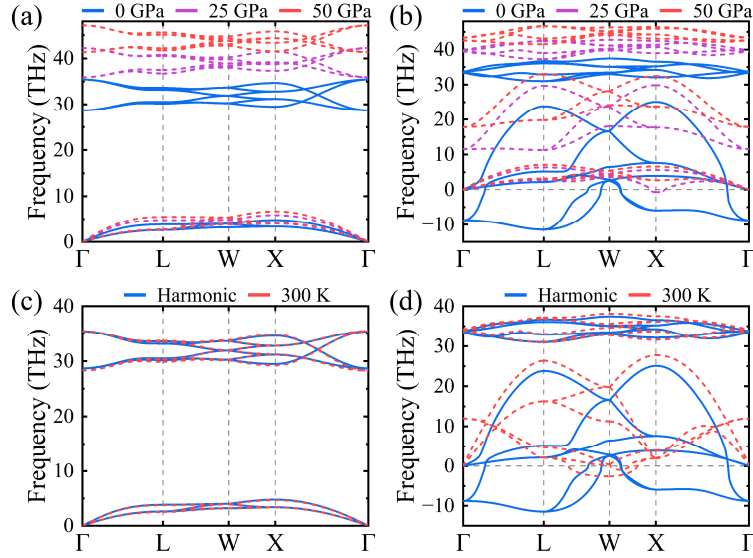 (a) 0 GPa 25 GPa 50 GPa
Frequency (THz)
40
30
20
10
0
Γ L W X Γ
(b) 0 GPa 25 GPa 50 GPa
Frequency (THz)
40
30
20
10
0
−10
Γ L W X Γ
(c) Harmonic 300 K
Frequency (THz)
40
30
20
10
0
Γ L W X Γ
(d) Harmonic 300 K
Frequency (THz)
40
30
20
10
0
−10
Γ L W X Γ